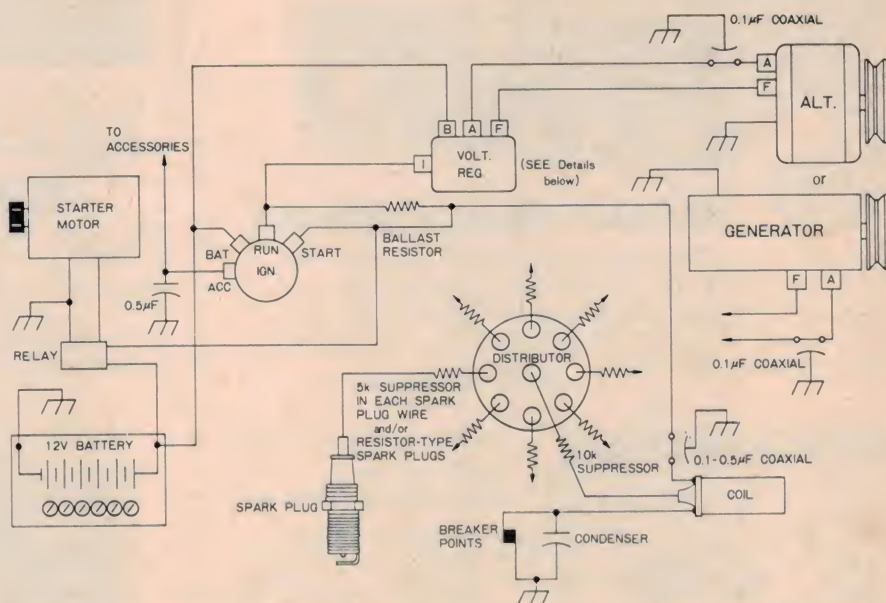 0.1µF COAXIAL
A
F
ALT.
TO
ACCESSORIES
B A F
I
VOLT.
REG.
(SEE Details
below)
or
STARTER
MOTOR
GENERATOR
BAT
RUN
START
IGN.
ACC
BALLAST
RESISTOR
0.5µF
F
A
RELAY
DISTRIBUTOR
0.1µF COAXIAL
5k SUPPRESSOR
IN EACH SPARK
PLUG WIRE
and/or
RESISTOR-TYPE
SPARK PLUGS
12V BATTERY
10k
SUPPRESSOR
0.1-0.5µF COAXIAL
COIL
SPARK PLUG
BREAKER
POINTS
CONDENSER